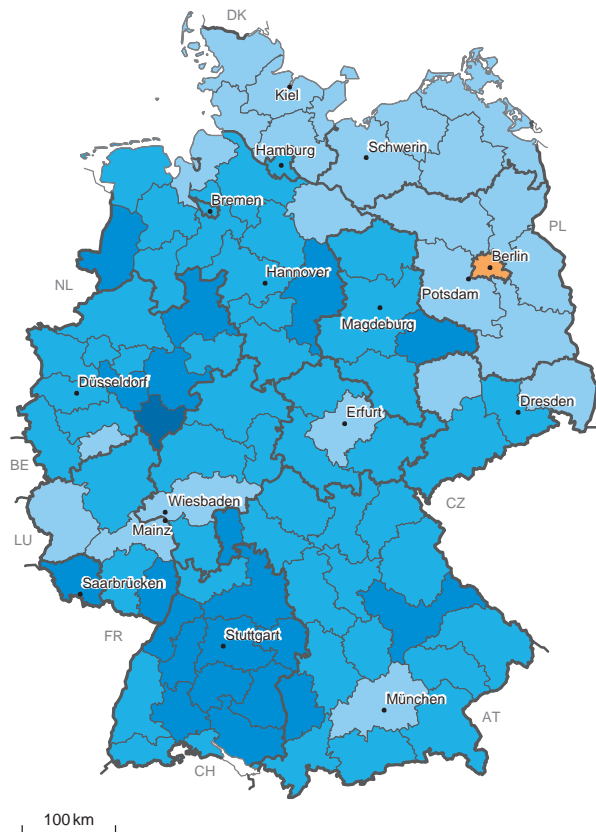 DK
Kiel
Hamburg
Schwerin
Bremen
PL
Berlin
Hannover
NL
Potsdam
Magdeburg
Düsseldorf
Erfurt
Dresden
BE
Wiesbaden
CZ
LU
Mainz
Saarbrücken
FR
Stuttgart
München
AT
CH
100 km